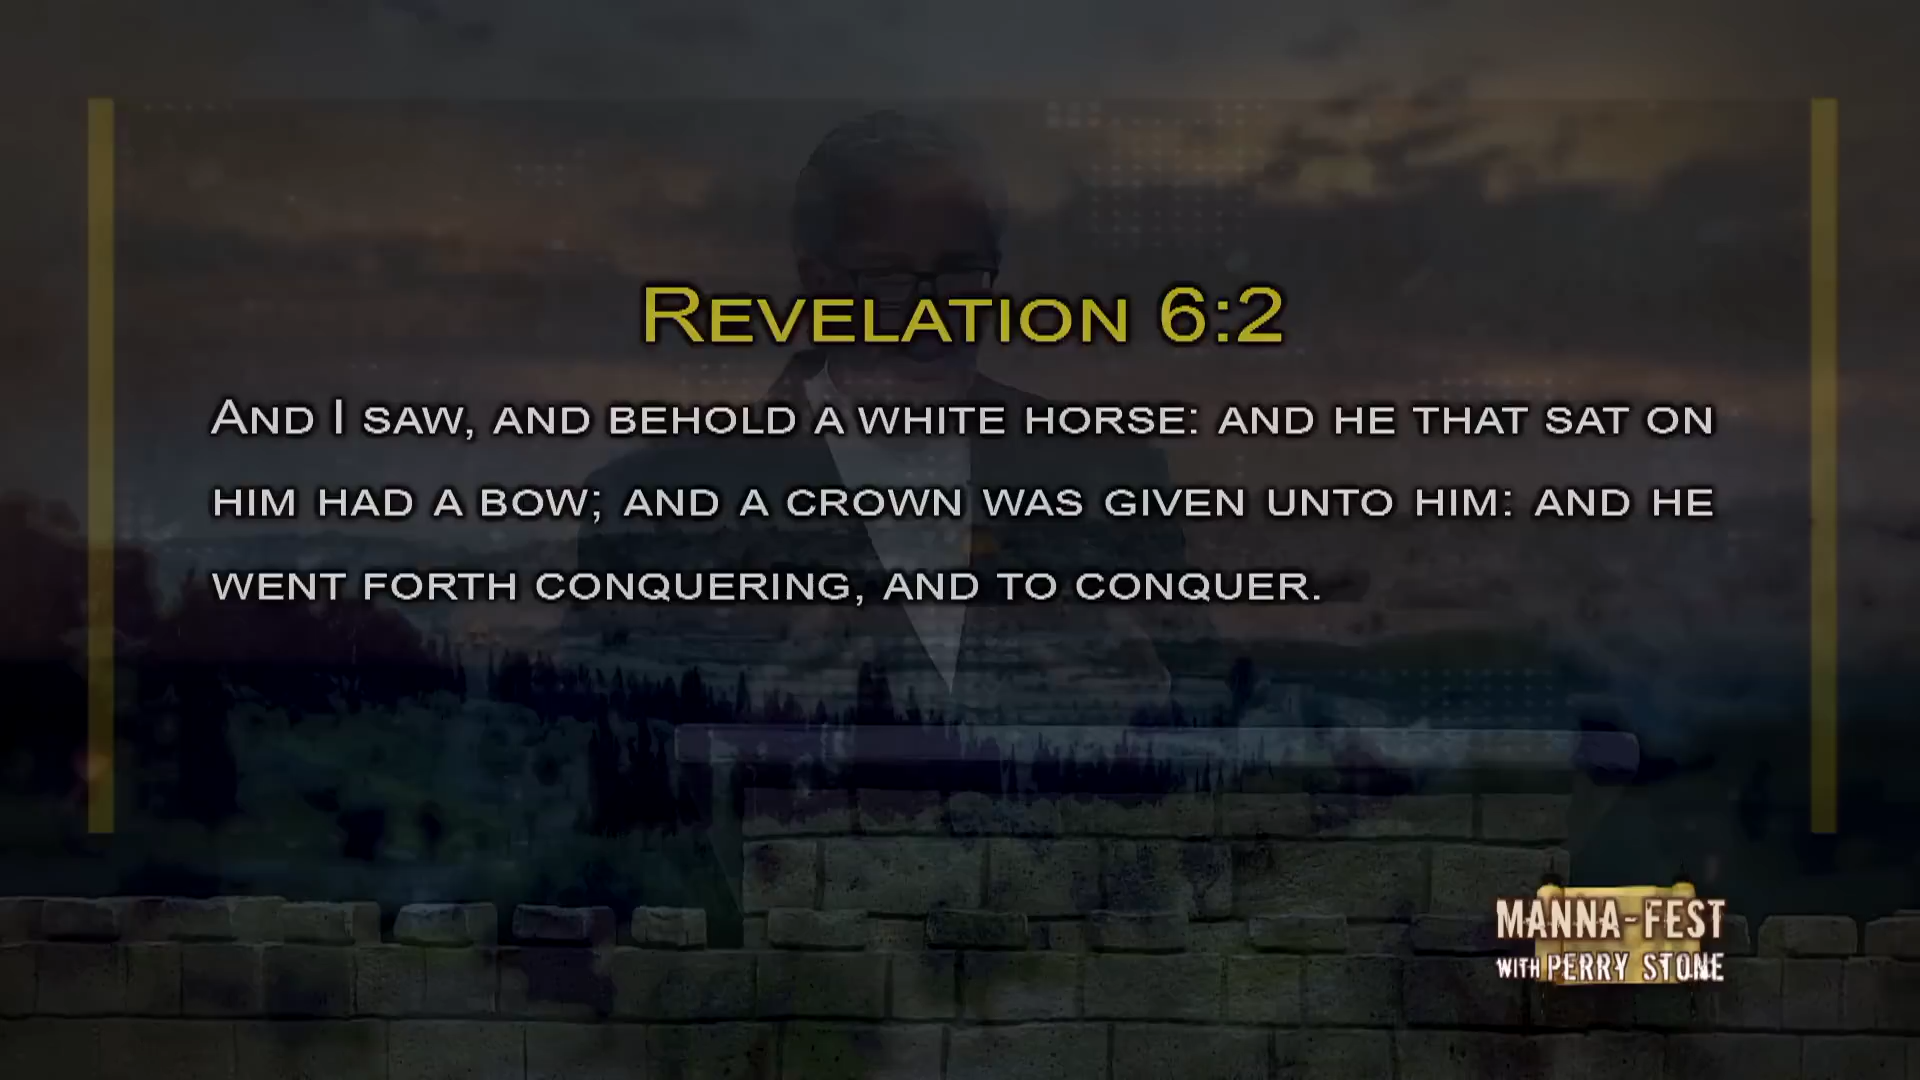 Revelation 6:2
And I saw, and behold a white horse: and he that sat on
him had a bow; and a crown was given unto him: and he
went forth conquering, and to conquer.
MANNA-FEST
WITH PERRY STONE